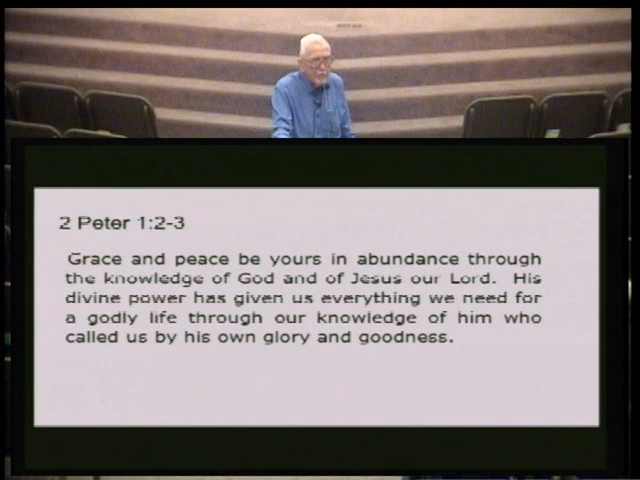 2 Peter 1:2-3
Grace and peace be yours in abundance through
the knowledge of God and of Jesus our Lord. His
divine power has given us everything we need for
a godly life through our knowledge of him who
called us by his own glory and goodness.